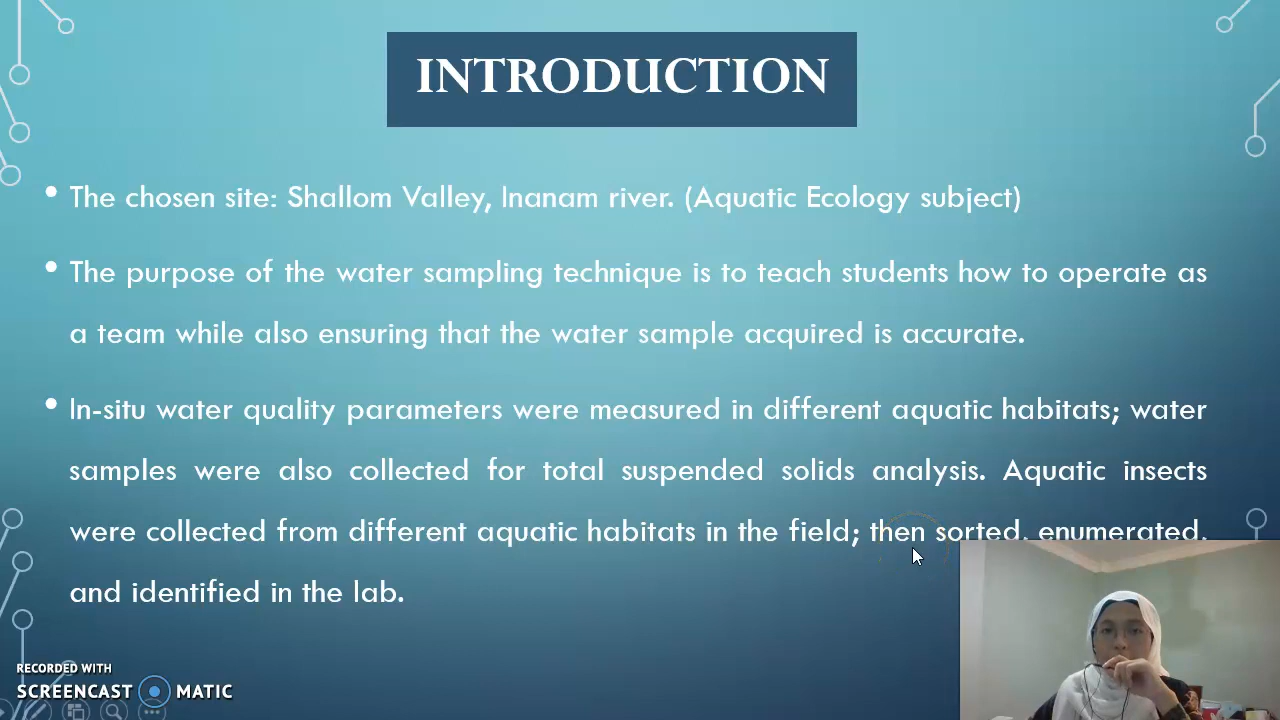 INTRODUCTION
• The chosen site: Shallom Valley, Inanam river. (Aquatic Ecology subject)
• The purpose of the water sampling technique is to teach students how to operate as
a team while also ensuring that the water sample acquired is accurate.
• In-situ water quality parameters were measured in different aquatic habitats; water
samples were also collected for total suspended solids analysis. Aquatic insects
were collected from different aquatic habitats in the field; then sorted, enumerated,
and identified in the lab.
RECORDED WITH
SCREENCAST MATIC